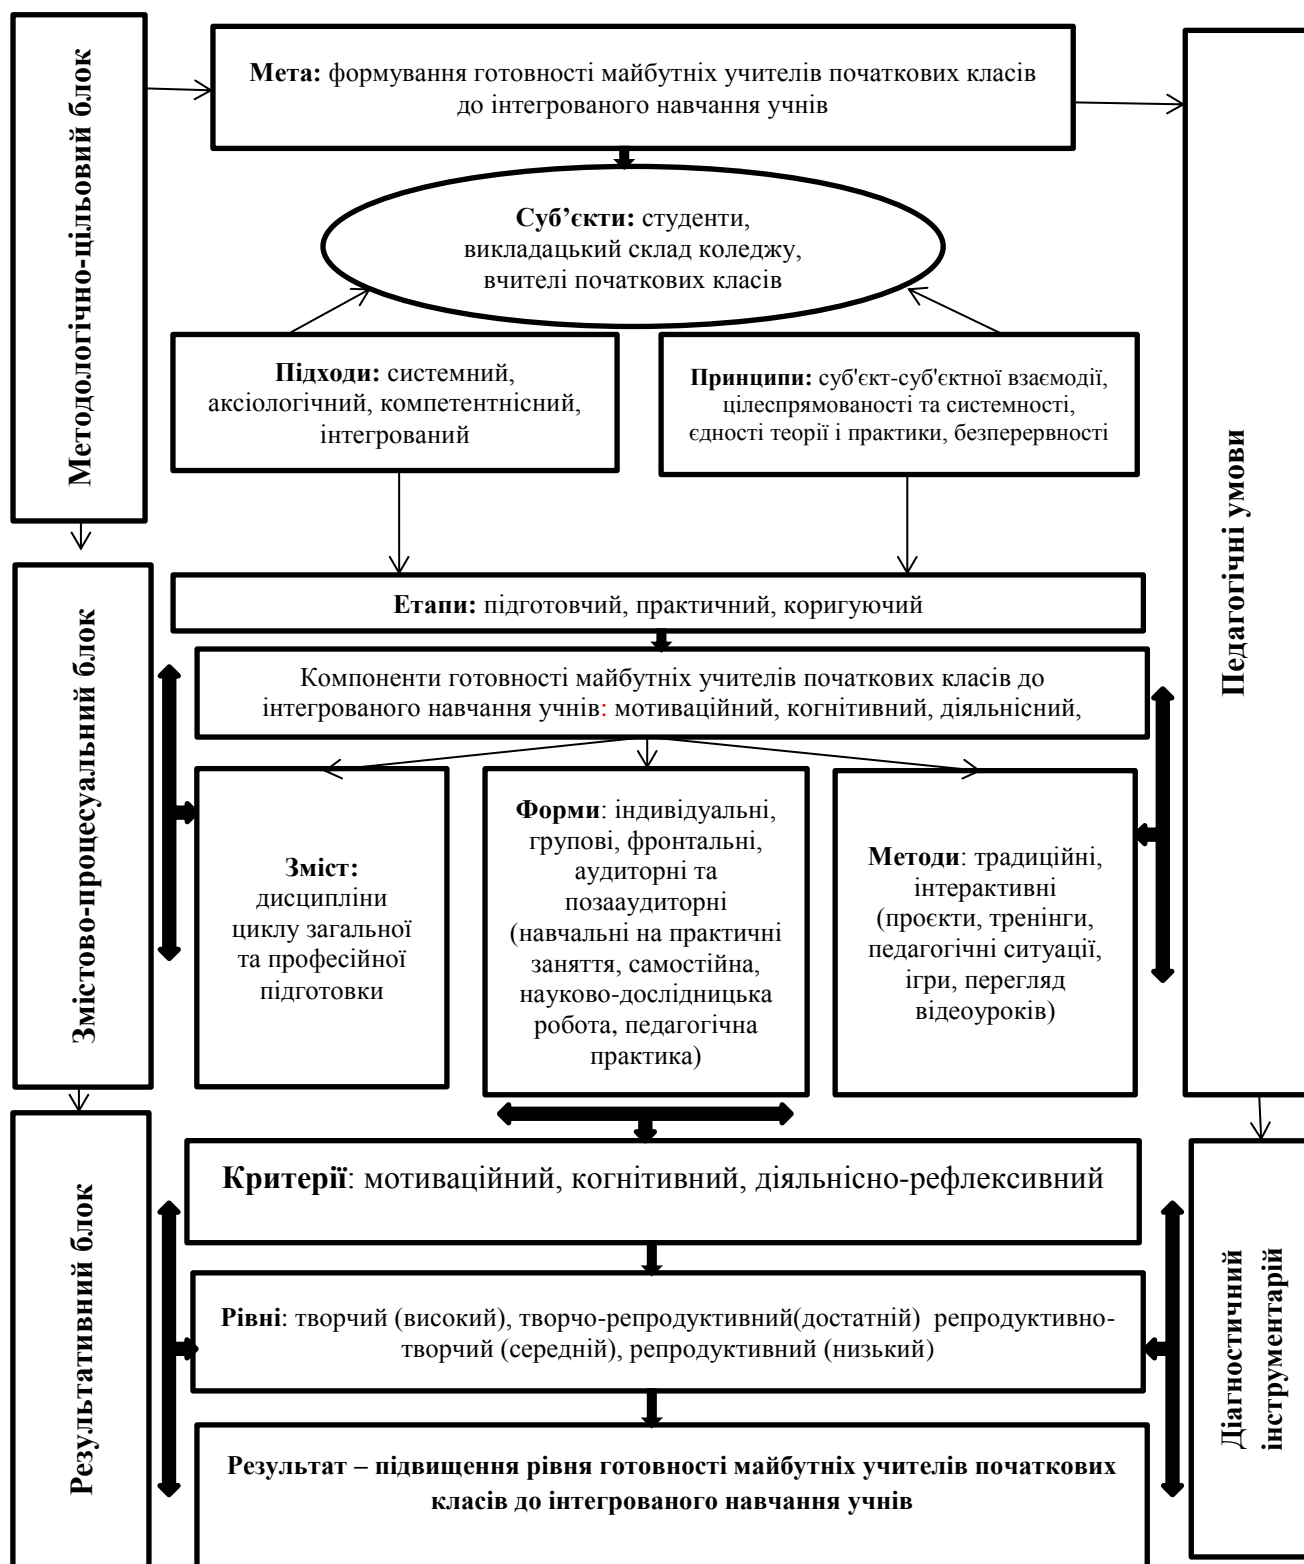 Методологічно-цільовий блок
Мета: формування готовності майбутніх учителів початкових класів
до інтегрованого навчання учнів
Суб’єкти: студенти,
викладацький склад коледжу,
вчителі початкових класів
Підходи: системний,
аксіологічний, компетентнісний,
інтегрований
Принципи: суб'єкт-суб'єктної взаємодії,
цілеспрямованості та системності,
єдності теорії і практики, безперервності
Педагогічні умови
Змістово-процесуальний блок
Етапи: підготовчий, практичний, коригуючий
Компоненти готовності майбутніх учителів початкових класів до
інтегрованого навчання учнів: мотиваційний, когнітивний, діяльнісний,
Зміст:
дисципліни
циклу загальної
та професійної
підготовки
Форми: індивідуальні,
групові, фронтальні,
аудиторні та
позааудиторні
(навчальні на практичні
заняття, самостійна,
науково-дослідницька
робота, педагогічна
практика)
Методи: традиційні,
інтерактивні
(проєкти, тренінги,
педагогічні ситуації,
ігри, перегляд
відеоуроків)
Результативний блок
Критерії: мотиваційний, когнітивний, діяльнісно-рефлексивний
Рівні: творчий (високий), творчо-репродуктивний(достатній) репродуктивно-
творчий (середній), репродуктивний (низький)
Результат – підвищення рівня готовності майбутніх учителів початкових
класів до інтегрованого навчання учнів
Діагностичний
інструментарій